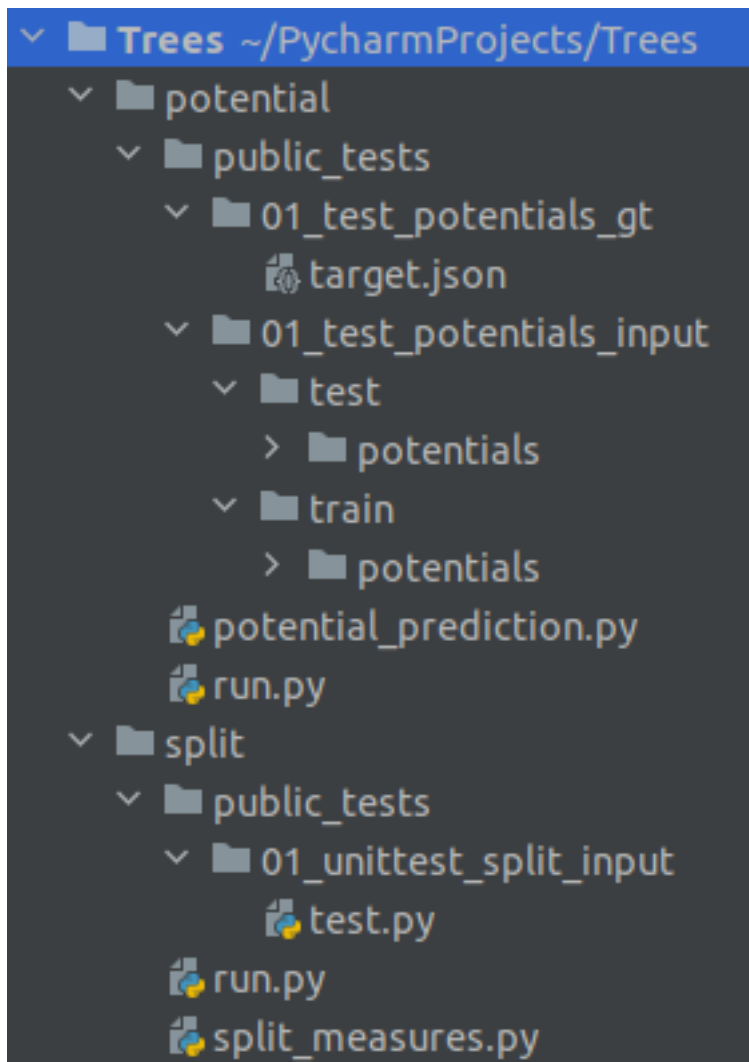 Trees ~/PycharmProjects/Trees
potential
public_tests
01_test_potentials_gt
target.json
01_test_potentials_input
test
potentials
train
potentials
potential_prediction.py
run.py
split
public_tests
01_unittest_split_input
test.py
run.py
split_measures.py